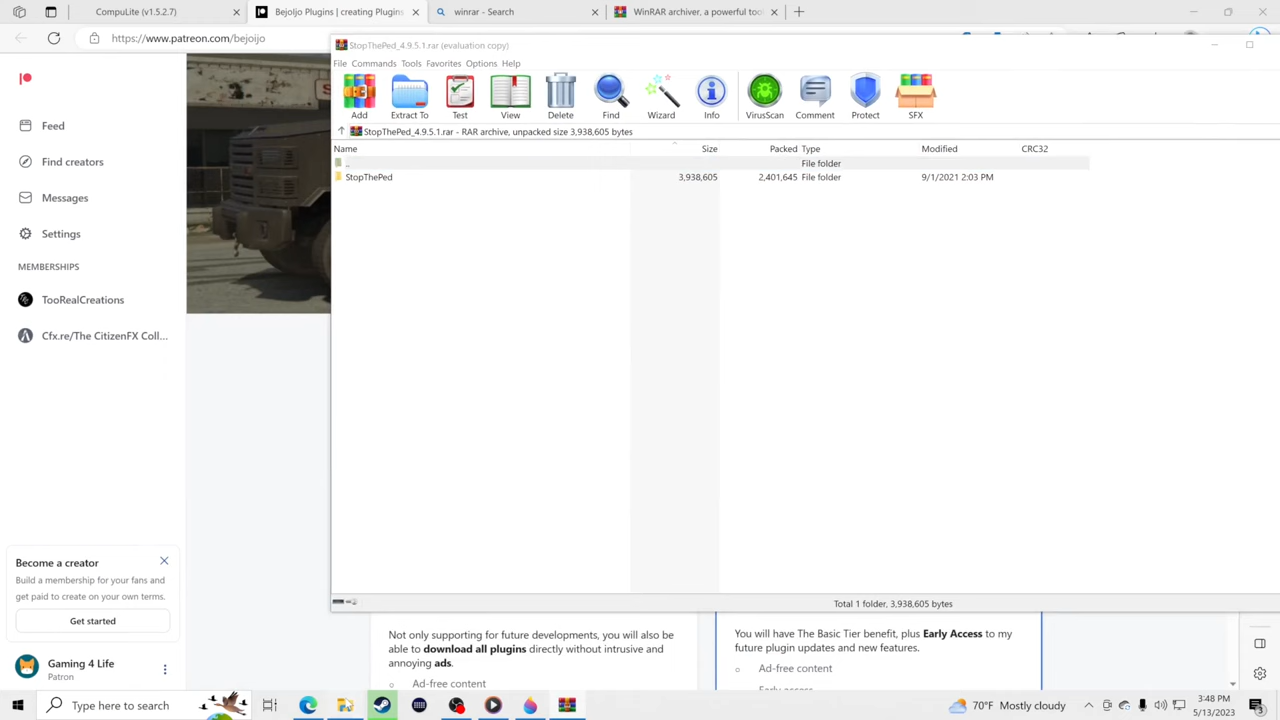 CompuLite (v1.5.2.7)
Bejoijo Plugins | creating Plugins
winrar - Search
WinRAR archiver, a powerful tool
https://www.patreon.com/bejoijo
StopThePed_4.9.5.1.rar (evaluation copy)
File Commands Tools Favorites Options Help
Add Extract To Test View Delete Find Wizard Info VirusScan Comment Protect SFX
StopThePed_4.9.5.1.rar - RAR archive, unpacked size 3,938,605 bytes
Name Size Packed Type Modified CRC32
.. File folder
StopThePed 3,938,605 2,401,645 File folder 9/1/2021 2:03 PM
Total 1 folder, 3,938,605 bytes
Feed
Find creators
Messages
Settings
MEMBERSHIPS
TooRealCreations
Cfx.re/The CitizenFX Coll...
Become a creator
Build a membership for your fans and
get paid to create on your own terms.
Get started
Gaming 4 Life
Patron
Not only supporting for future developments, you will also be
able to download all plugins directly without intrusive and
annoying ads.
Ad-free content
You will have The Basic Tier benefit, plus Early Access to my
future plugin updates and new features.
Ad-free content
Early access
Type here to search
70°F Mostly cloudy
3:48 PM
5/13/2023